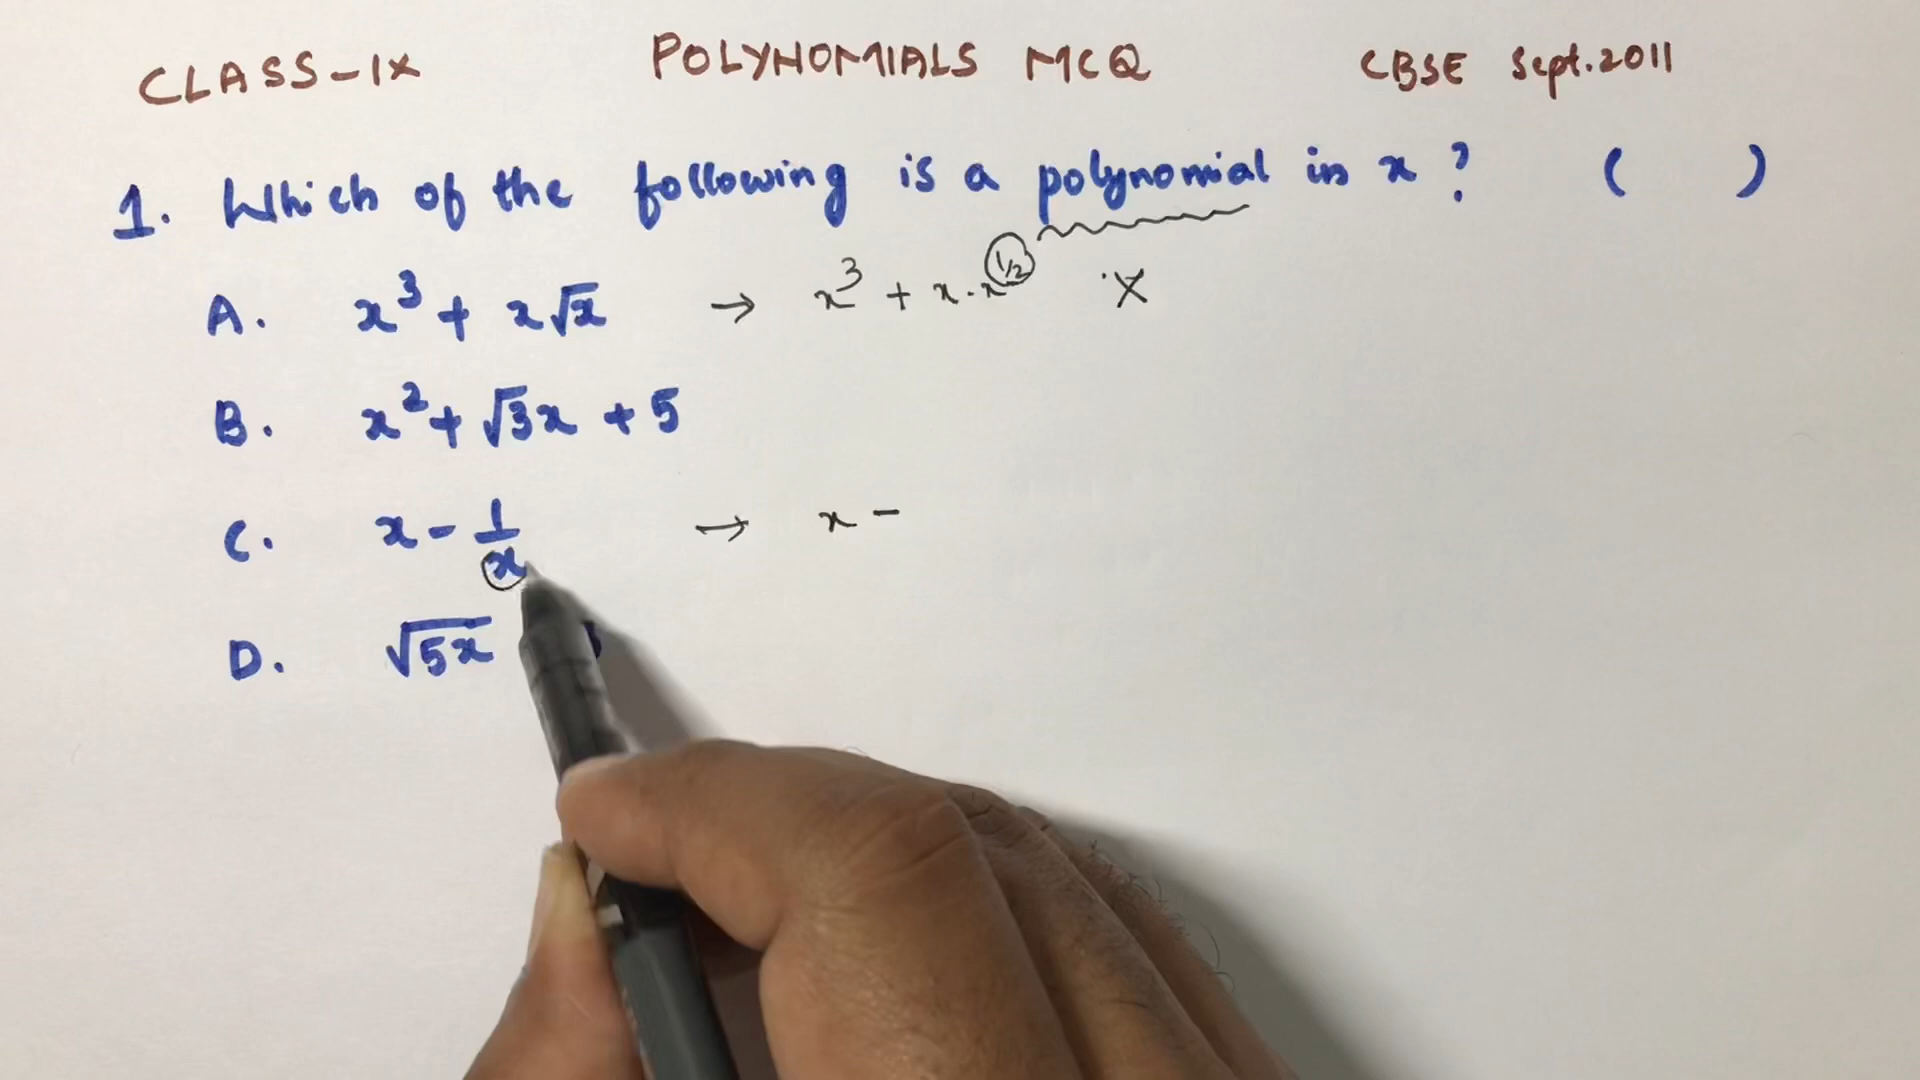 CLASS-IX POLYNOMIALS MCQ CBSE Sept.2011
1. Which of the following is a polynomial in x? ( )
A. x³ + x√x → x³ + x·x^(1/2) X
B. x² + √3x + 5
C. x - 1/x → x -
D. √5x